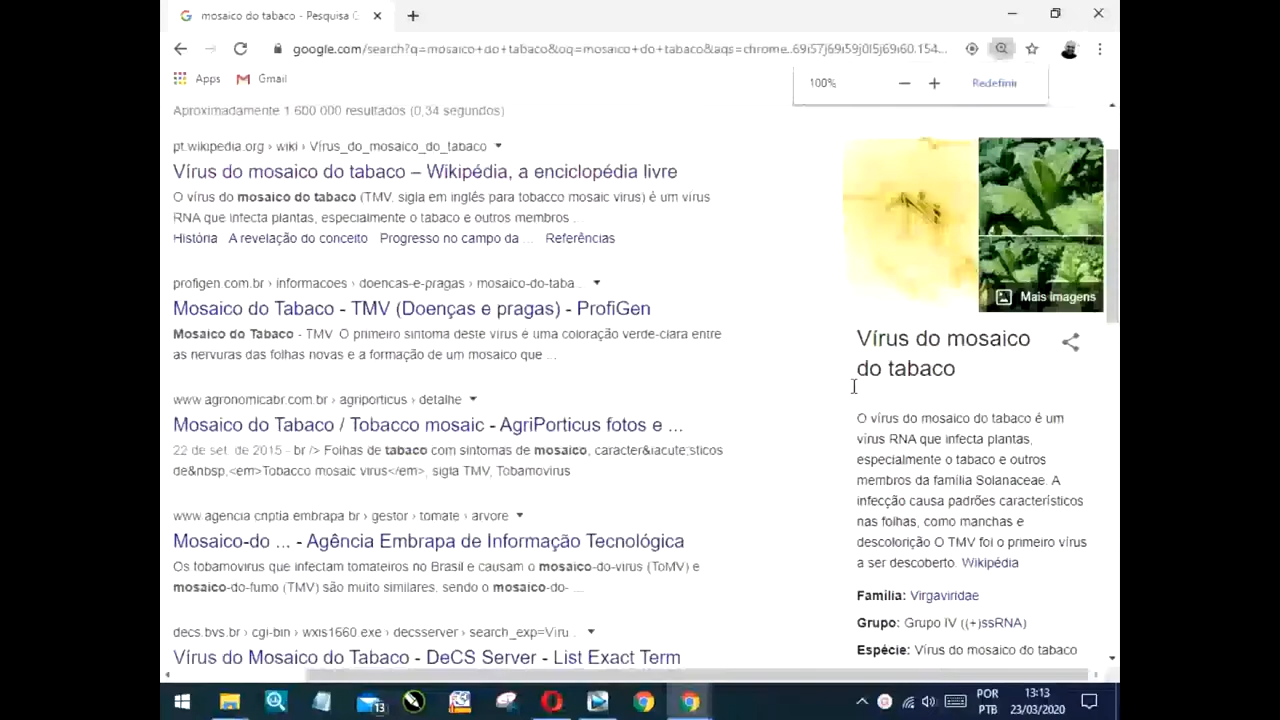 mosaico do tabaco - Pesquisa G
google.com/search?q=mosaico+do+tabaco&oq=mosaico+do+tabaco&aqs=chrome..69i57j69i59j0l5j69i60.154...
Apps Gmail
100% Redefinir
Aproximadamente 1 600 000 resultados (0,34 segundos)
pt.wikipedia.org › wiki › Vírus_do_mosaico_do_tabaco
Vírus do mosaico do tabaco – Wikipédia, a enciclopédia livre
O vírus do mosaico do tabaco (TMV, sigla em inglês para tobacco mosaic virus) é um vírus
RNA que infecta plantas, especialmente o tabaco e outros membros ...
História A revelação do conceito Progresso no campo da ... Referências
profigen.com.br › informacoes › doencas-e-pragas › mosaico-do-taba...
Mosaico do Tabaco - TMV (Doenças e pragas) - ProfiGen
Mosaico do Tabaco - TMV O primeiro sintoma deste vírus é uma coloração verde-clara entre
as nervuras das folhas novas e a formação de um mosaico que ...
www.agronomicabr.com.br › agriporticus › detalhe
Mosaico do Tabaco / Tobacco mosaic - AgriPorticus fotos e ...
22 de set. de 2015 - br /> Folhas de tabaco com sintomas de mosaico, caracter&iacute;sticos
de&nbsp;<em>Tobacco mosaic virus</em>, sigla TMV, Tobamovirus
www.agencia cnptia embrapa br › gestor › tomate › arvore
Mosaico-do ... - Agência Embrapa de Informação Tecnológica
Os tobamovirus que infectam tomateiros no Brasil e causam o mosaico-do-virus (ToMV) e
mosaico-do-fumo (TMV) são muito similares, sendo o mosaico-do- ...
decs.bvs.br › cgi-bin › wxis1660 exe › decsserver › search_exp=Viru...
Vírus do Mosaico do Tabaco - DeCS Server - List Exact Term
Mais imagens
Vírus do mosaico
do tabaco
O vírus do mosaico do tabaco é um
vírus RNA que infecta plantas,
especialmente o tabaco e outros
membros da família Solanaceae. A
infecção causa padrões característicos
nas folhas, como manchas e
descoloração O TMV foi o primeiro vírus
a ser descoberto. Wikipédia
Família: Virgaviridae
Grupo: Grupo IV ((+)ssRNA)
Espécie: Vírus do mosaico do tabaco
13
POR
PTB
13:13
23/03/2020